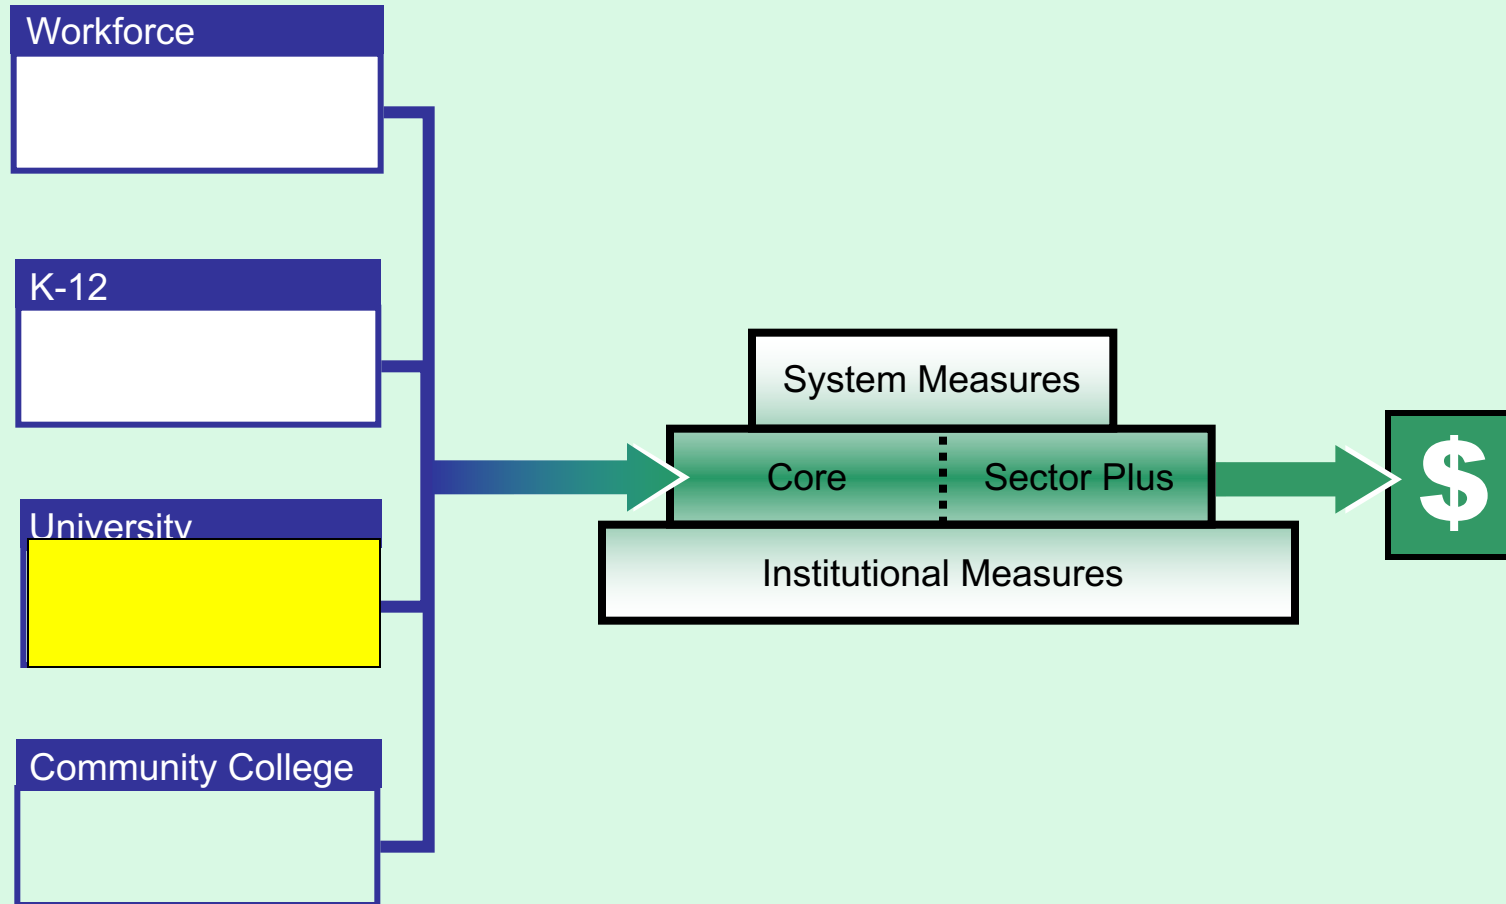 Workforce
K-12
University
Community College
System Measures
Core
Sector Plus
Institutional Measures
$